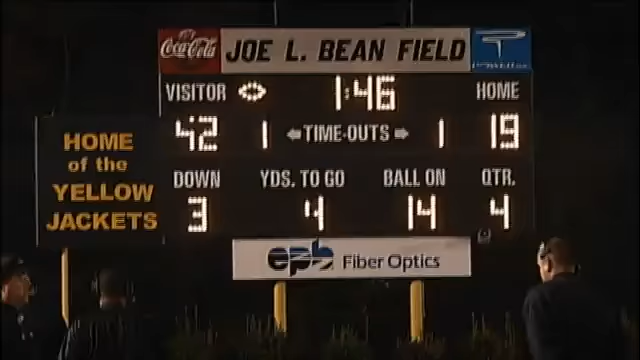 Coca-Cola JOE L. BEAN FIELD
VISITOR 1:46 HOME
42 1 TIME-OUTS 1 19
HOME
of the
YELLOW
JACKETS
DOWN YDS. TO GO BALL ON QTR.
3 4 14 4
epb Fiber Optics